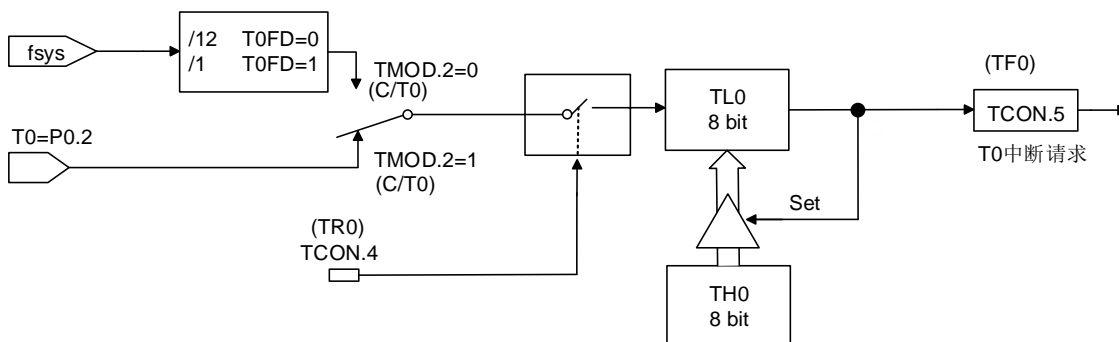 fsys
/12 T0FD=0
/1 T0FD=1
TMOD.2=0
(C/T0)
T0=P0.2
TMOD.2=1
(C/T0)
(TR0)
TCON.4
TL0
8 bit
Set
TH0
8 bit
(TF0)
TCON.5
T0中断请求